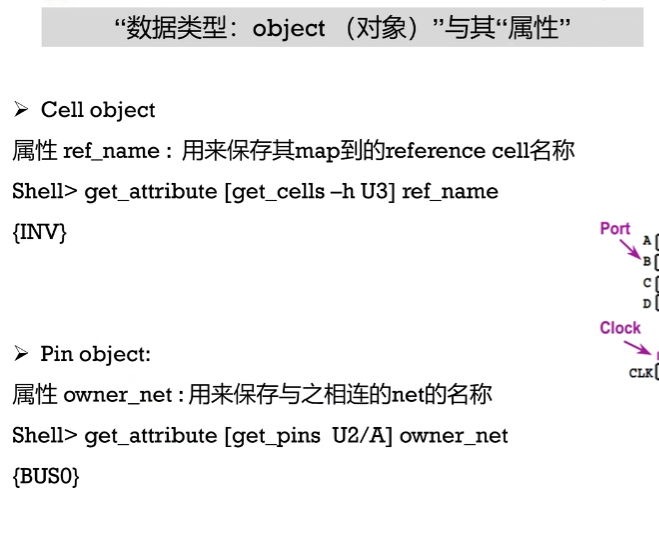 “数据类型：object （对象）”与其“属性”
➢ Cell object
属性 ref_name : 用来保存其map到的reference cell名称
Shell> get_attribute [get_cells –h U3] ref_name
{INV}
➢ Pin object:
属性 owner_net : 用来保存与之相连的net的名称
Shell> get_attribute [get_pins U2/A] owner_net
{BUS0}
Port
A
B
C
D
Clock
CLK